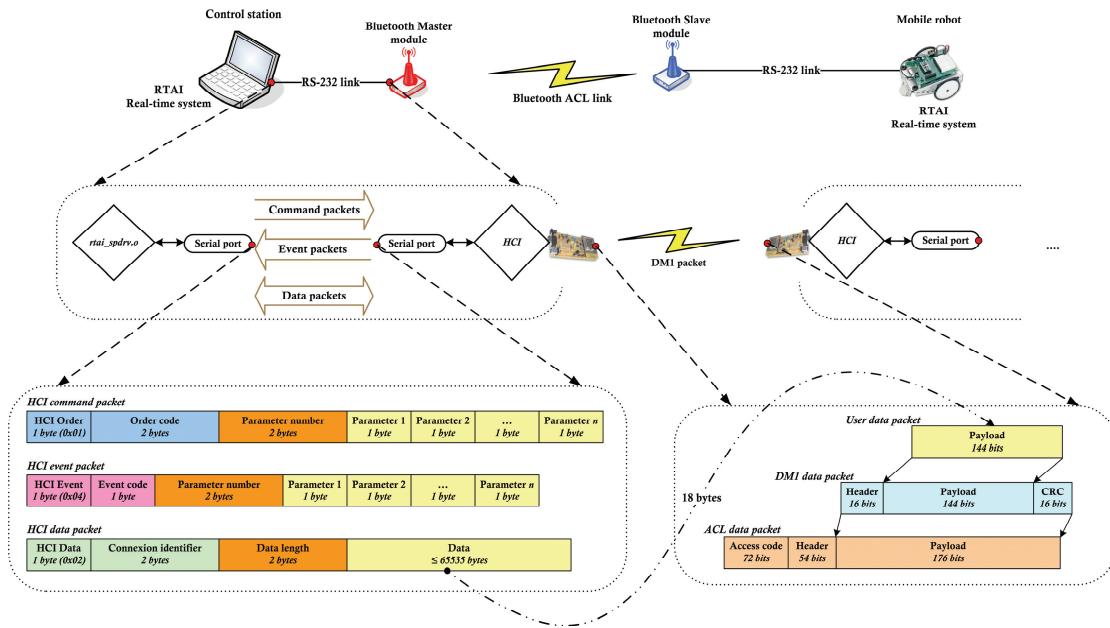 Control station
Bluetooth Master
module
Bluetooth Slave
module
Mobile robot
RS-232 link
RS-232 link
Bluetooth ACL link
RTAI
Real-time system
RTAI
Real-time system
Command packets
rtai_spdrv.o
Serial port
Event packets
Serial port
HCI
DM1 packet
HCI
Serial port
....
Data packets
HCI command packet
HCI Order
1 byte (0x01)
Order code
2 bytes
Parameter number
2 bytes
Parameter 1
1 byte
Parameter 2
1 byte
...
1 byte
Parameter n
1 byte
HCI event packet
HCI Event
1 byte (0x04)
Event code
1 byte
Parameter number
2 bytes
Parameter 1
1 byte
Parameter 2
1 byte
...
1 byte
Parameter n
1 byte
HCI data packet
HCI Data
1 byte (0x02)
Connexion identifier
2 bytes
Data length
2 bytes
Data
≦ 65535 bytes
18 bytes
User data packet
Payload
144 bits
DM1 data packet
Header
16 bits
Payload
144 bits
CRC
16 bits
ACL data packet
Access code
72 bits
Header
54 bits
Payload
176 bits